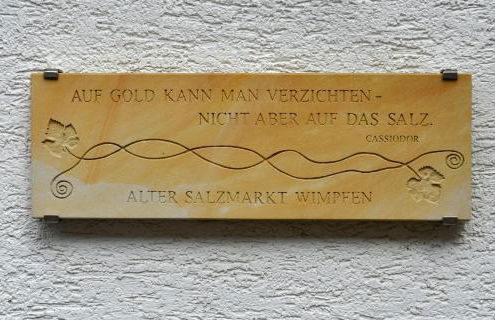 AUF GOLD KANN MAN VERZICHTEN -
NICHT ABER AUF DAS SALZ.
CASSIODOR
ALTER SALZMARKT WIMPFEN